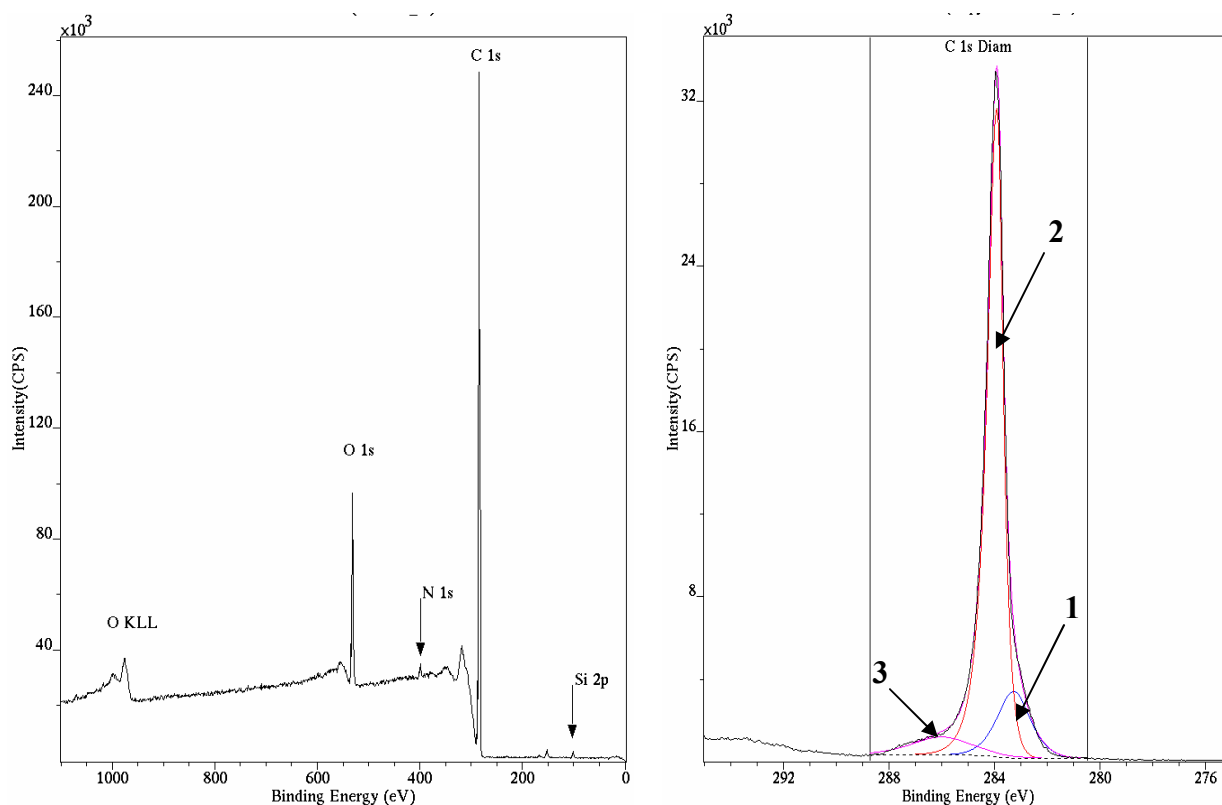 x10³
C 1s
240
200
160
120
80
40
Intensity(CPS)
O 1s
N 1s
O KLL
Si 2p
1000
800
600
400
200
0
Binding Energy (eV)
x10³
C 1s Diam
32
24
16
8
Intensity(CPS)
2
1
3
292
288
284
280
276
Binding Energy (eV)